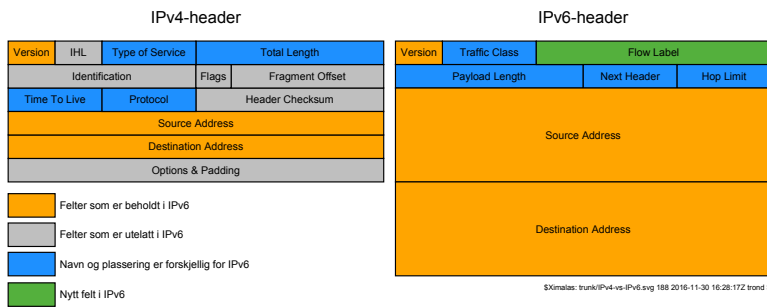 IPv4-header
Version IHL Type of Service Total Length
Identification Flags Fragment Offset
Time To Live Protocol Header Checksum
Source Address
Destination Address
Options & Padding
Felter som er beholdt i IPv6
Felter som er utelatt i IPv6
Navn og plassering er forskjellig for IPv6
Nytt felt i IPv6
IPv6-header
Version Traffic Class Flow Label
Payload Length Next Header Hop Limit
Source Address
Destination Address
$Ximalas: trunk/IPv4-vs-IPv6.svg 188 2016-11-30 16:28:17Z trond